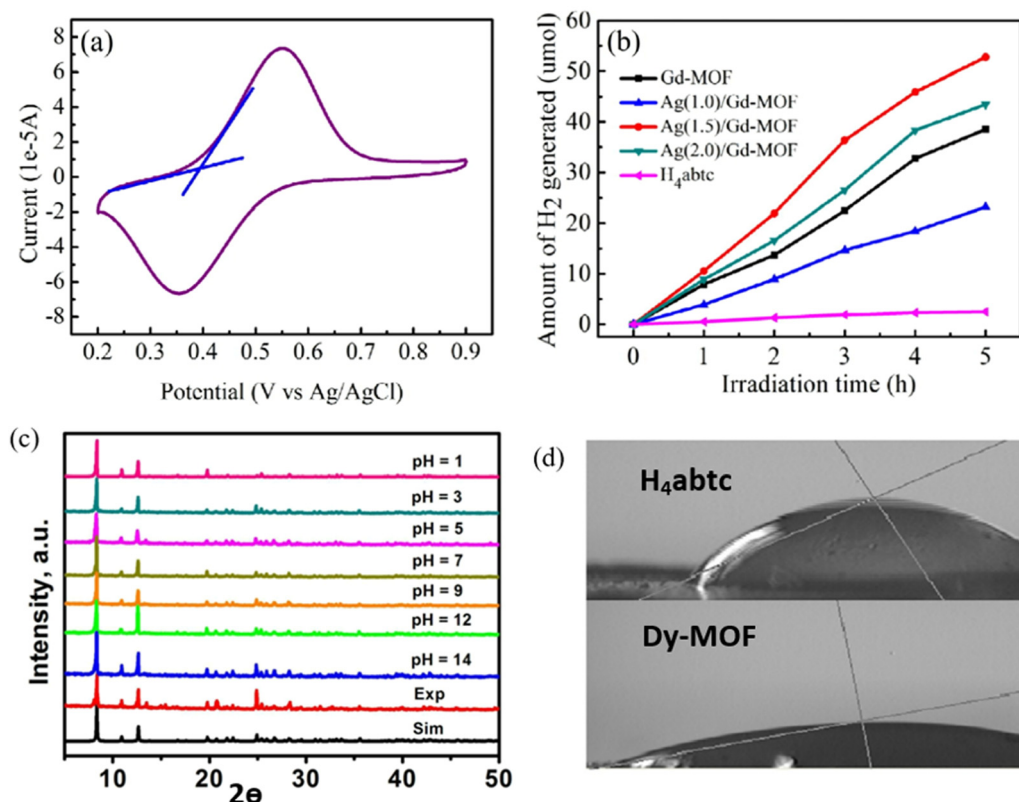 (a)
Current (1e-5A)
8
6
4
2
0
-2
-4
-6
-8
0.2 0.3 0.4 0.5 0.6 0.7 0.8 0.9
Potential (V vs Ag/AgCl)
(b)
Amount of H2 generated (umol)
60
50
40
30
20
10
0
Gd-MOF
Ag(1.0)/Gd-MOF
Ag(1.5)/Gd-MOF
Ag(2.0)/Gd-MOF
H4abtc
0 1 2 3 4 5
Irradiation time (h)
(c)
Intensity, a.u.
pH = 1
pH = 3
pH = 5
pH = 7
pH = 9
pH = 12
pH = 14
Exp
Sim
10 20 30 40 50
2ɵ
(d)
H₄abtc
Dy-MOF